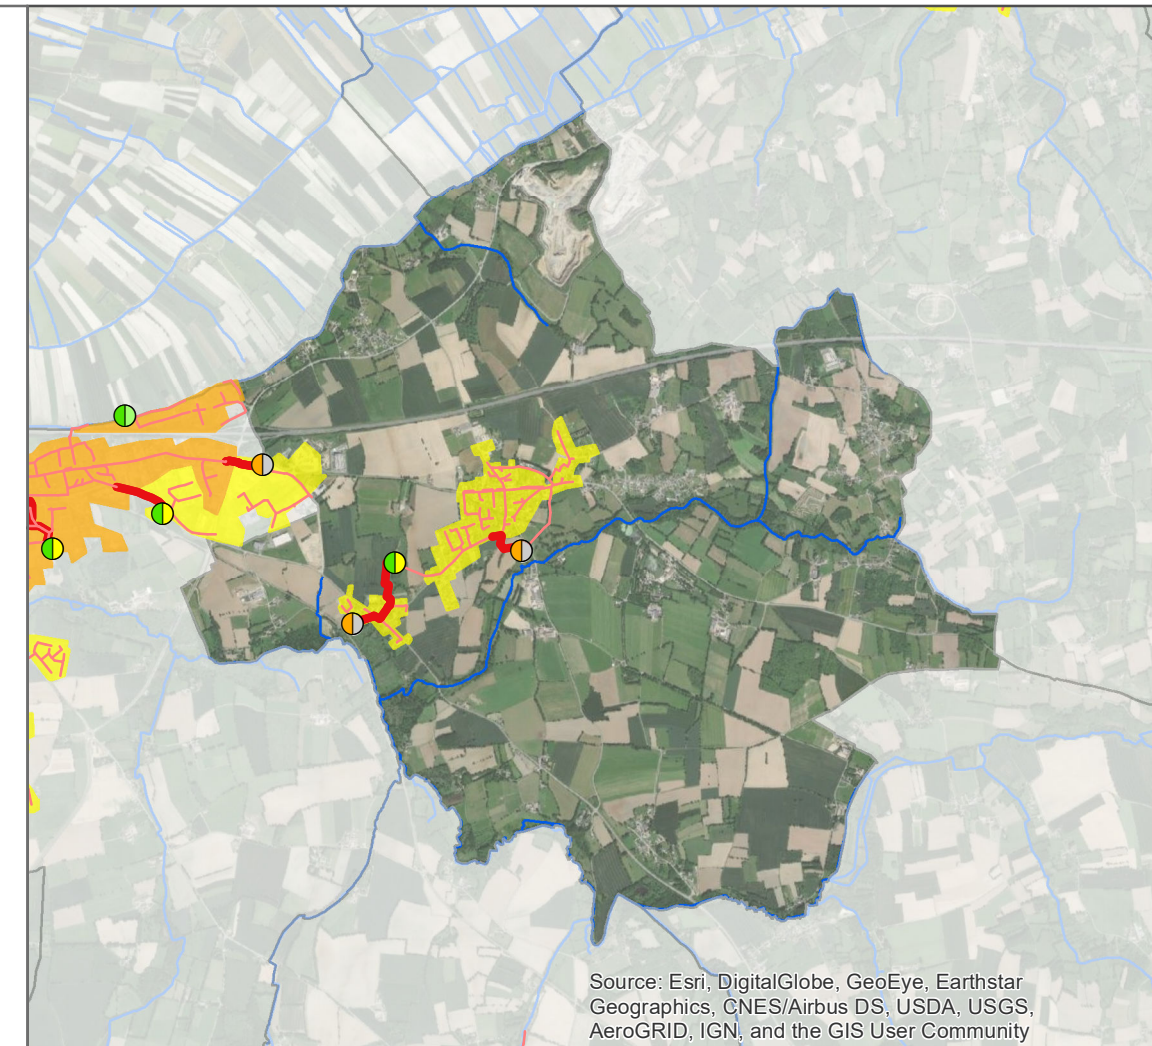 Source: Esri, DigitalGlobe, GeoEye, Earthstar
Geographics, CNES/Airbus DS, USDA, USGS,
AeroGRID, IGN, and the GIS User Community